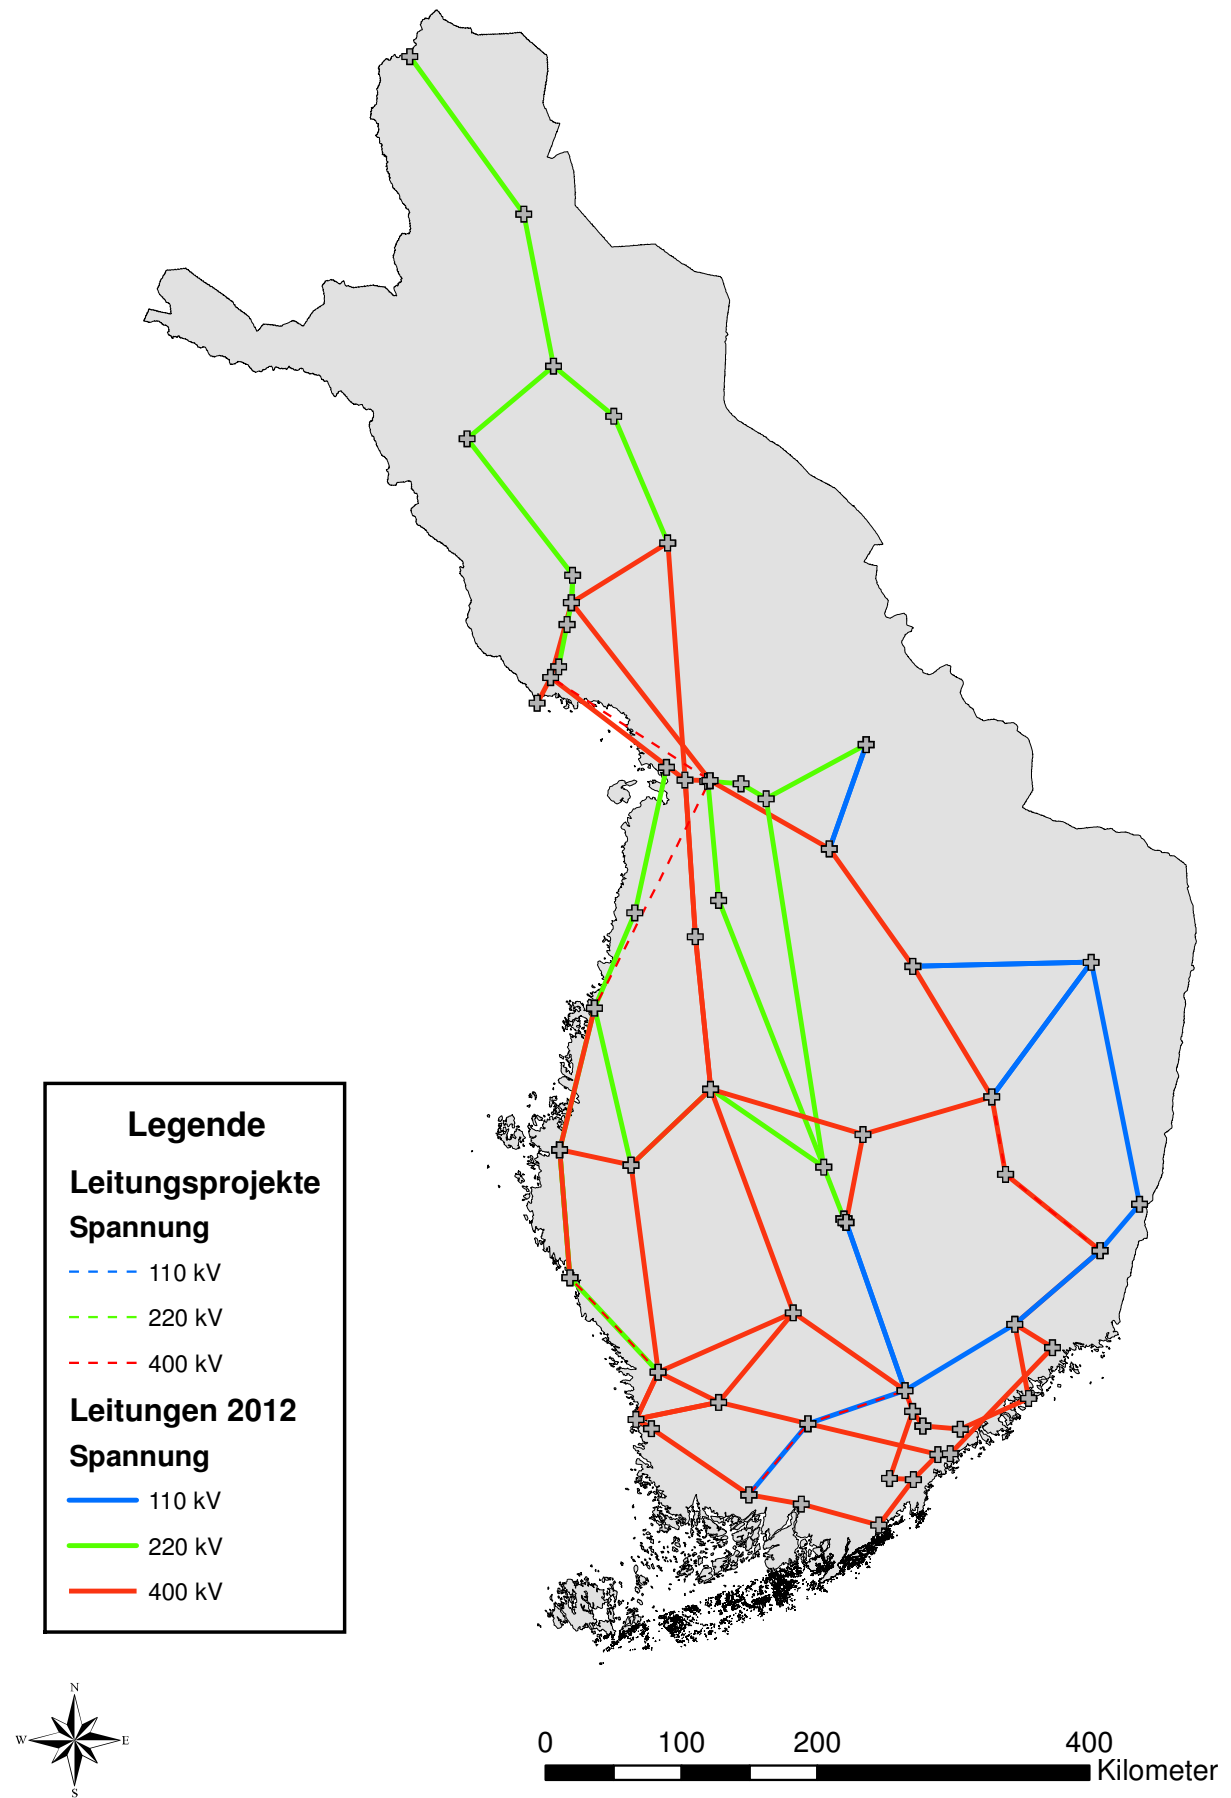 Legende
Leitungsprojekte
Spannung
110 kV
220 kV
400 kV
Leitungen 2012
Spannung
110 kV
220 kV
400 kV
N
W E
S
0 100 200 400
Kilometer